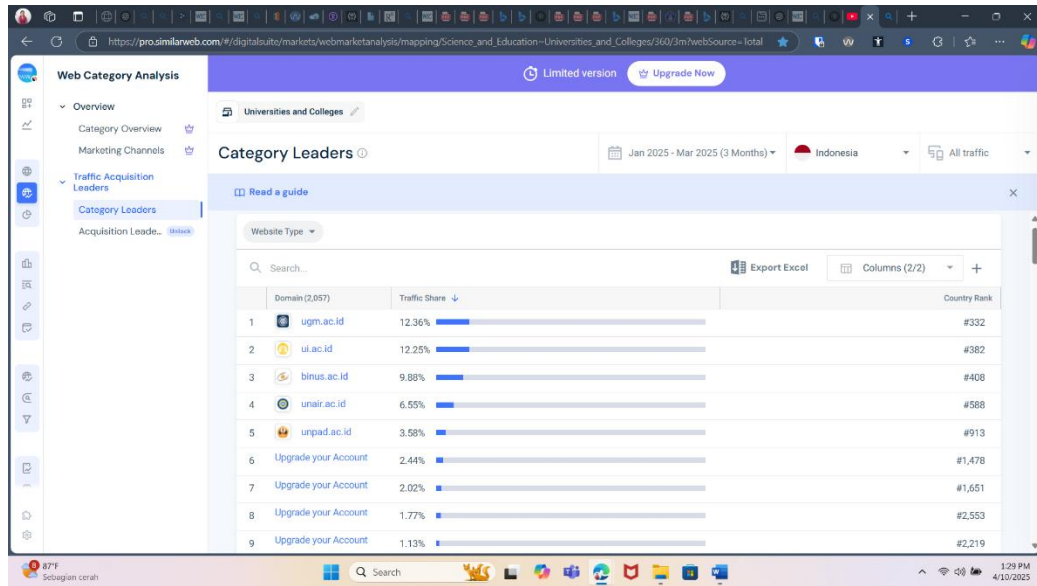 https://pro.similarweb.com/#/digitalsuite/markets/webmarketanalysis/mapping/Science_and_Education~Universities_and_Colleges/360/3m?webSource=Total
Web Category Analysis
Limited version
Upgrade Now
Overview
Category Overview
Marketing Channels
Traffic Acquisition
Leaders
Category Leaders
Acquisition Leade...
Unlock
Universities and Colleges
Category Leaders
Jan 2025 - Mar 2025 (3 Months)
Indonesia
All traffic
Read a guide
Website Type
Search...
Export Excel
Columns (2/2)
Domain (2,057) Traffic Share Country Rank
1 ugm.ac.id 12.36% #332
2 ui.ac.id 12.25% #382
3 binus.ac.id 9.88% #408
4 unair.ac.id 6.55% #588
5 unpad.ac.id 3.58% #913
6 Upgrade your Account 2.44% #1,478
7 Upgrade your Account 2.02% #1,651
8 Upgrade your Account 1.77% #2,553
9 Upgrade your Account 1.13% #2,219
87°F
Sebagian cerah
Search
1:29 PM
4/10/2025